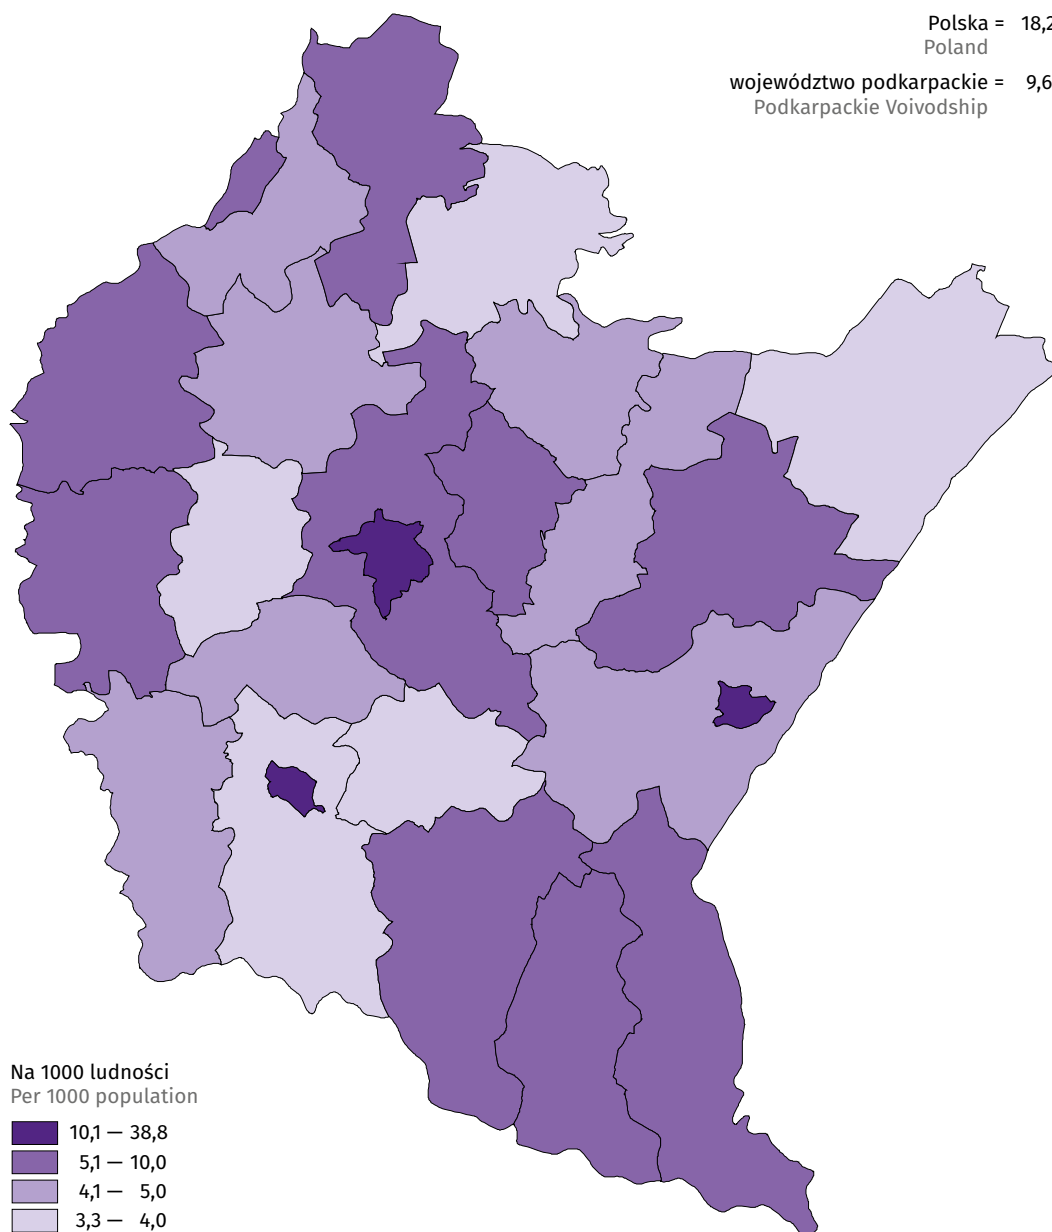 Polska = 18,2
Poland
województwo podkarpackie = 9,6
Podkarpackie Voivodship
Na 1000 ludności
Per 1000 population
10,1 — 38,8
5,1 — 10,0
4,1 — 5,0
3,3 — 4,0